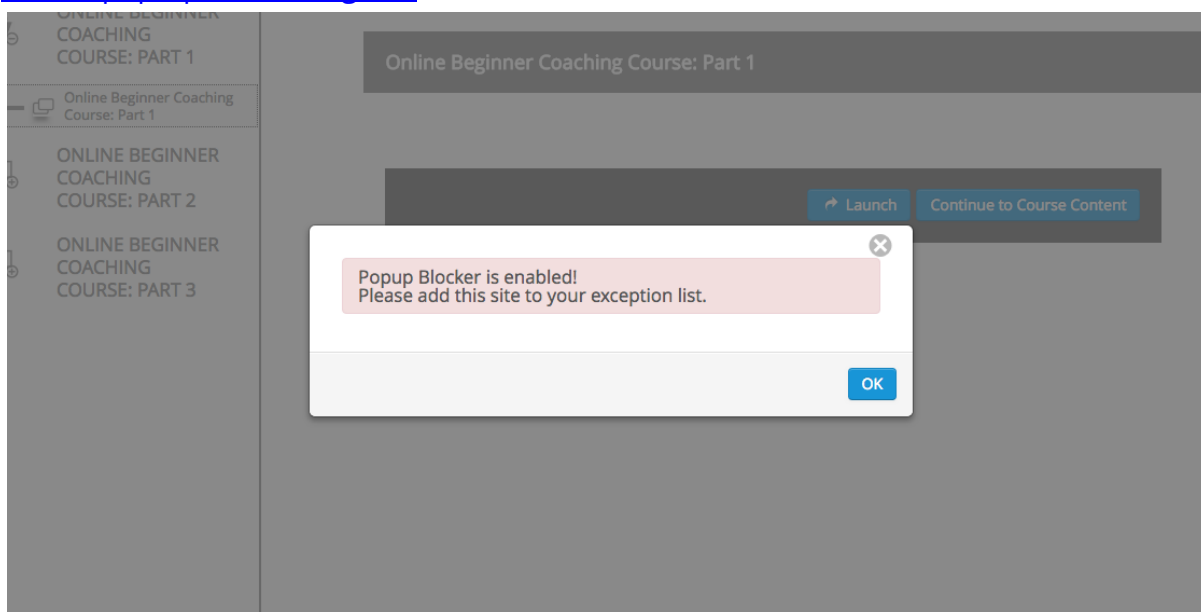 ONLINE BEGINNER
COACHING
COURSE: PART 1
Online Beginner Coaching
Course: Part 1
ONLINE BEGINNER
COACHING
COURSE: PART 2
ONLINE BEGINNER
COACHING
COURSE: PART 3
Online Beginner Coaching Course: Part 1
Launch
Continue to Course Content
Popup Blocker is enabled!
Please add this site to your exception list.
OK